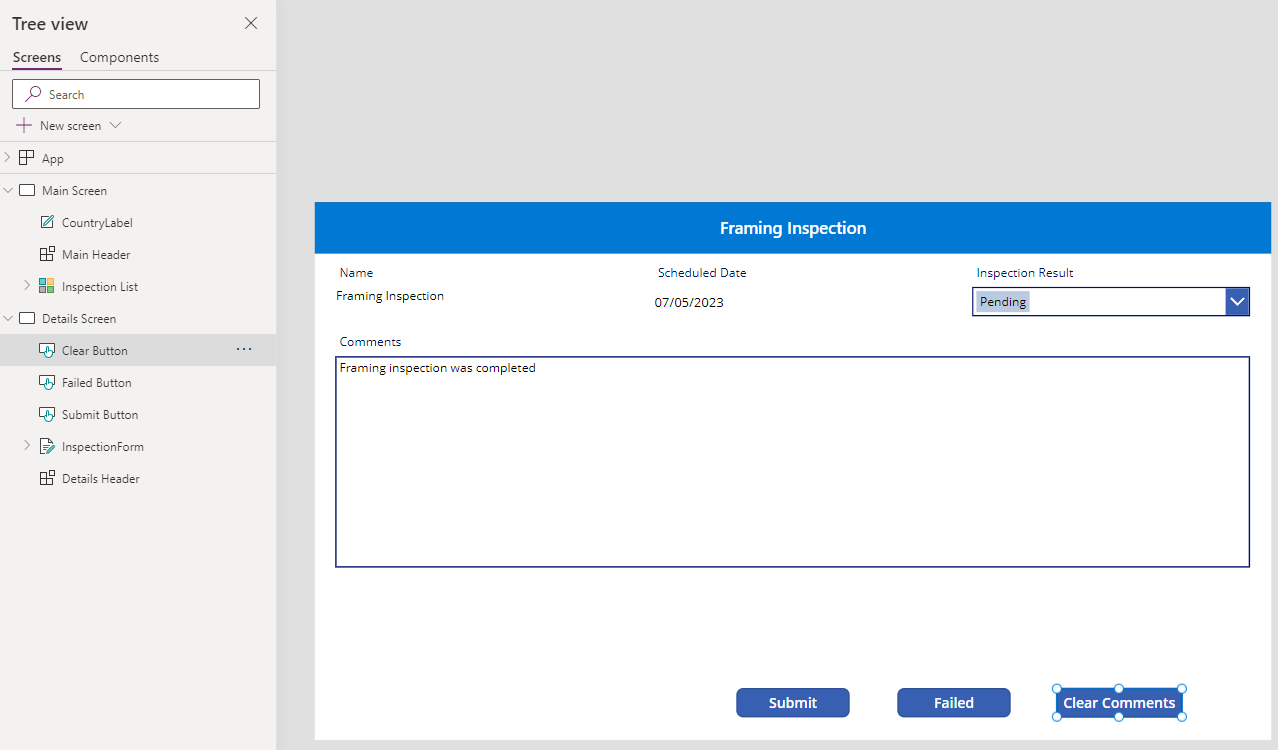 Tree view
Screens Components
Search
New screen
App
Main Screen
CountryLabel
Main Header
Inspection List
Details Screen
Clear Button
Failed Button
Submit Button
InspectionForm
Details Header
Framing Inspection
Name Scheduled Date Inspection Result
Framing Inspection 07/05/2023 Pending
Comments
Framing inspection was completed
Submit Failed Clear Comments